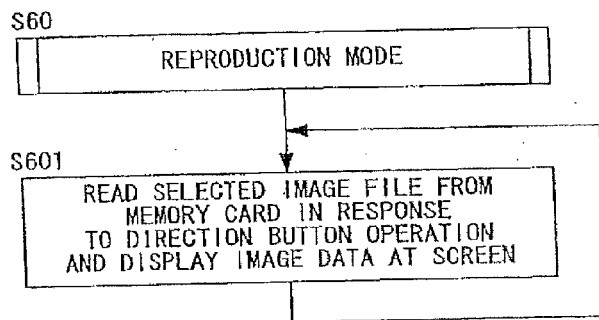 S60
REPRODUCTION MODE
S601
READ SELECTED IMAGE FILE FROM
MEMORY CARD IN RESPONSE
TO DIRECTION BUTTON OPERATION
AND DISPLAY IMAGE DATA AT SCREEN